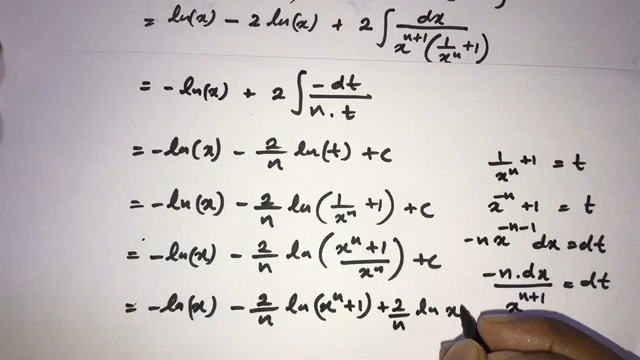 = ln(x) - 2 ln(x) + 2 ∫ dx / x^(n+1) (1/x^n + 1)
= -ln(x) + 2 ∫ -dt / n.t
= -ln(x) - 2/n ln(t) + c
= -ln(x) - 2/n ln(1/x^n + 1) + c
= -ln(x) - 2/n ln((x^n + 1)/x^n) + c
= -ln(x) - 2/n ln(x^n + 1) + 2/n ln x
1/x^n + 1 = t
x^-n + 1 = t
-n x^(-n-1) dx = dt
-n.dx / x^(n+1) = dt